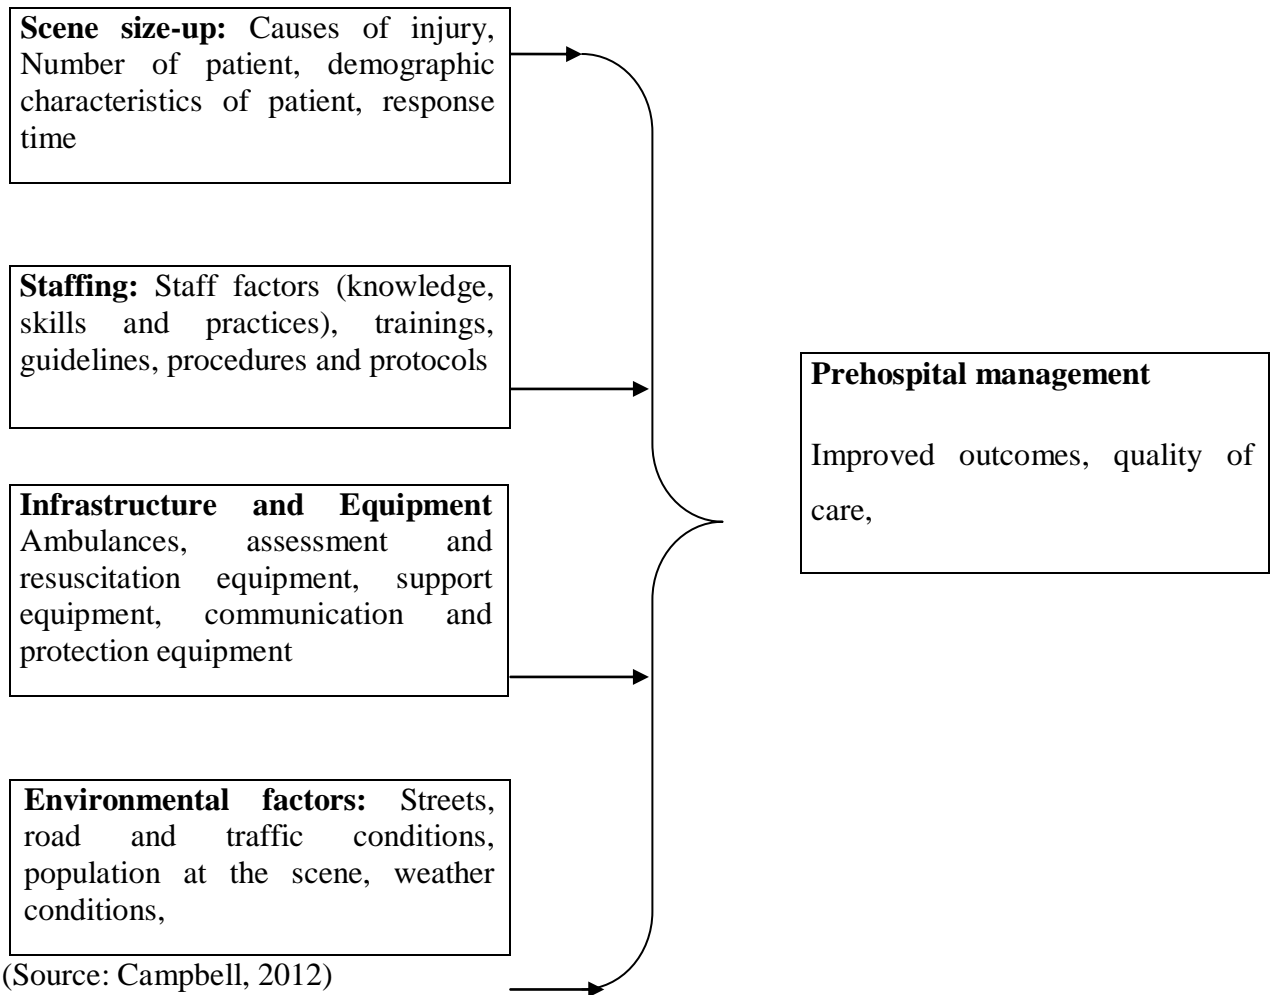 Scene size-up: Causes of injury,
Number of patient, demographic
characteristics of patient, response
time
Staffing: Staff factors (knowledge,
skills and practices), trainings,
guidelines, procedures and protocols
Infrastructure and Equipment
Ambulances, assessment and
resuscitation equipment, support
equipment, communication and
protection equipment
Environmental factors: Streets,
road and traffic conditions,
population at the scene, weather
conditions,
(Source: Campbell, 2012)
Prehospital management
Improved outcomes, quality of
care,